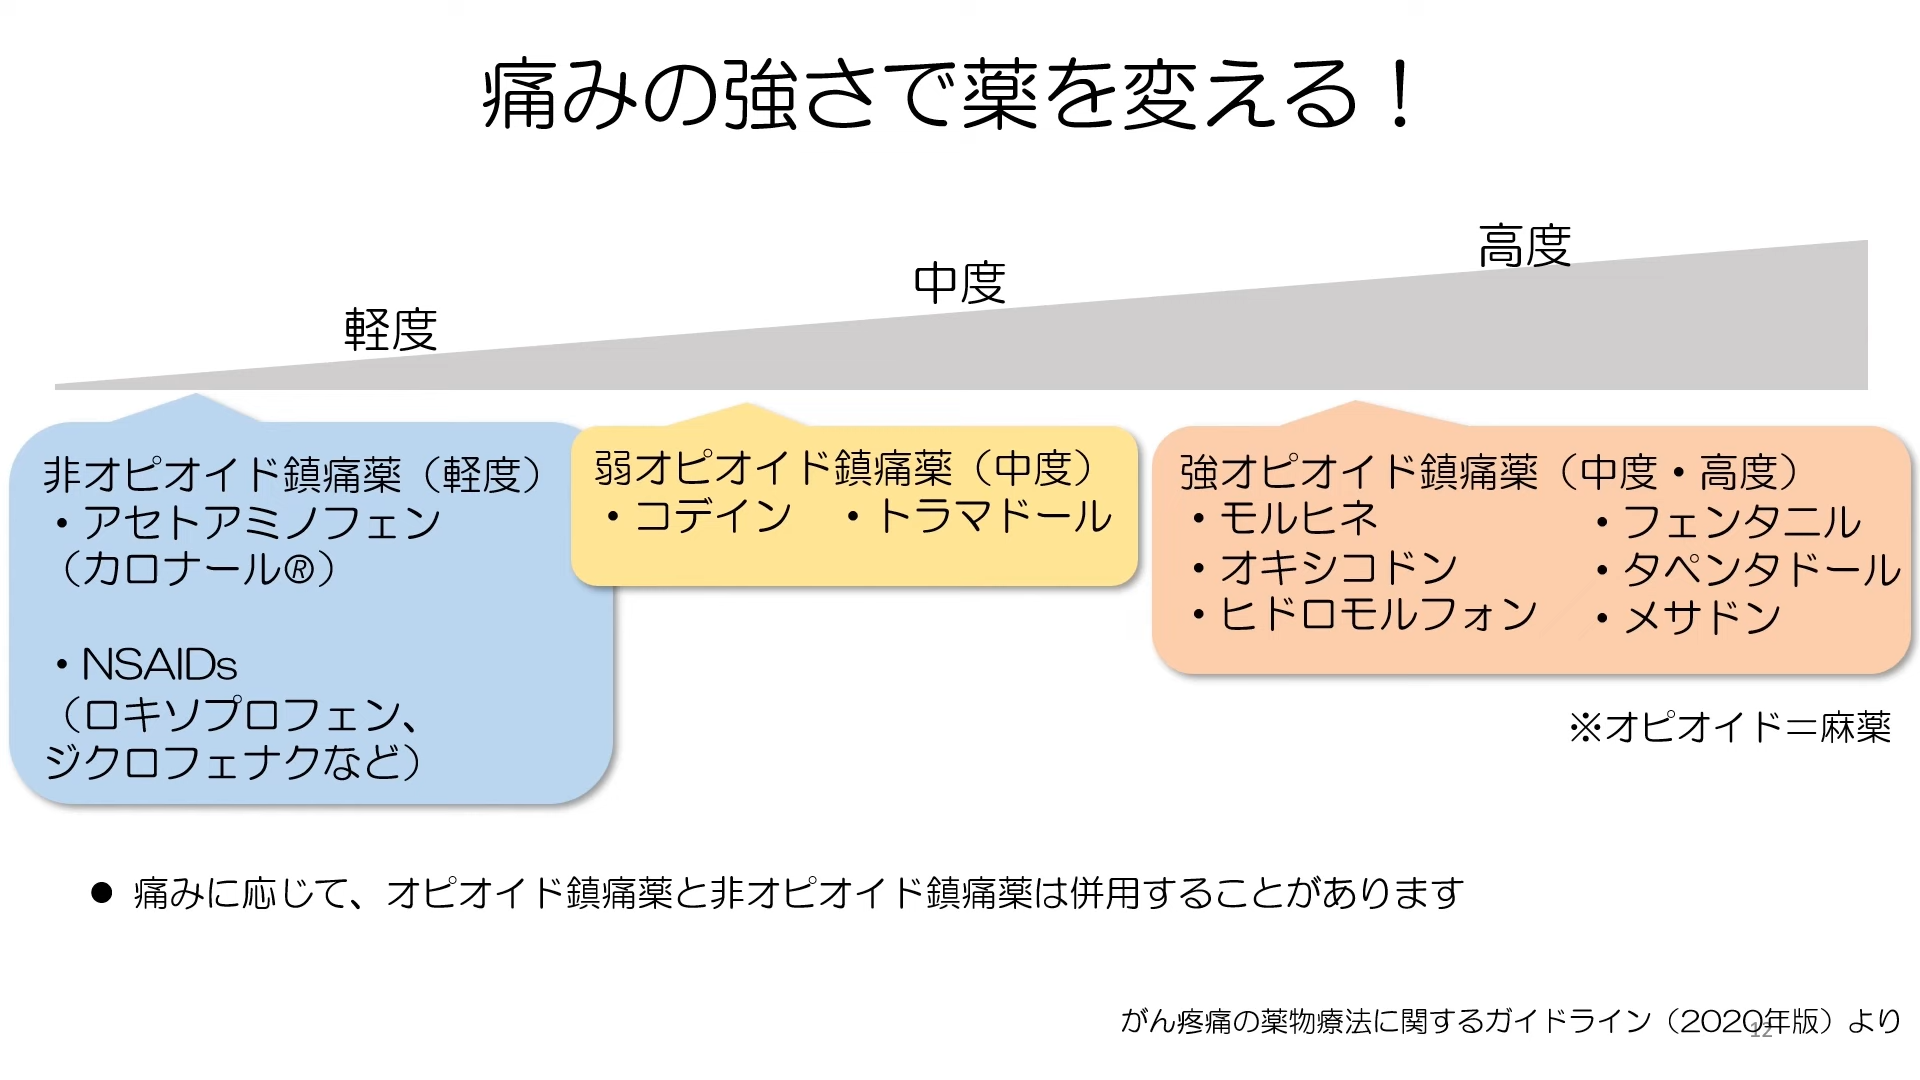 痛みの強さで薬を変える！
軽度
中度
高度
非オピオイド鎮痛薬（軽度）
・アセトアミノフェン
（カロナール®）
・NSAIDs
（ロキソプロフェン、
ジクロフェナクなど）
弱オピオイド鎮痛薬（中度）
・コデイン　・トラマドール
強オピオイド鎮痛薬（中度・高度）
・モルヒネ
・オキシコドン
・ヒドロモルフォン
・フェンタニル
・タペンタドール
・メサドン
※オピオイド＝麻薬
● 痛みに応じて、オピオイド鎮痛薬と非オピオイド鎮痛薬は併用することがあります
がん疼痛の薬物療法に関するガイドライン（2020年版）より
12